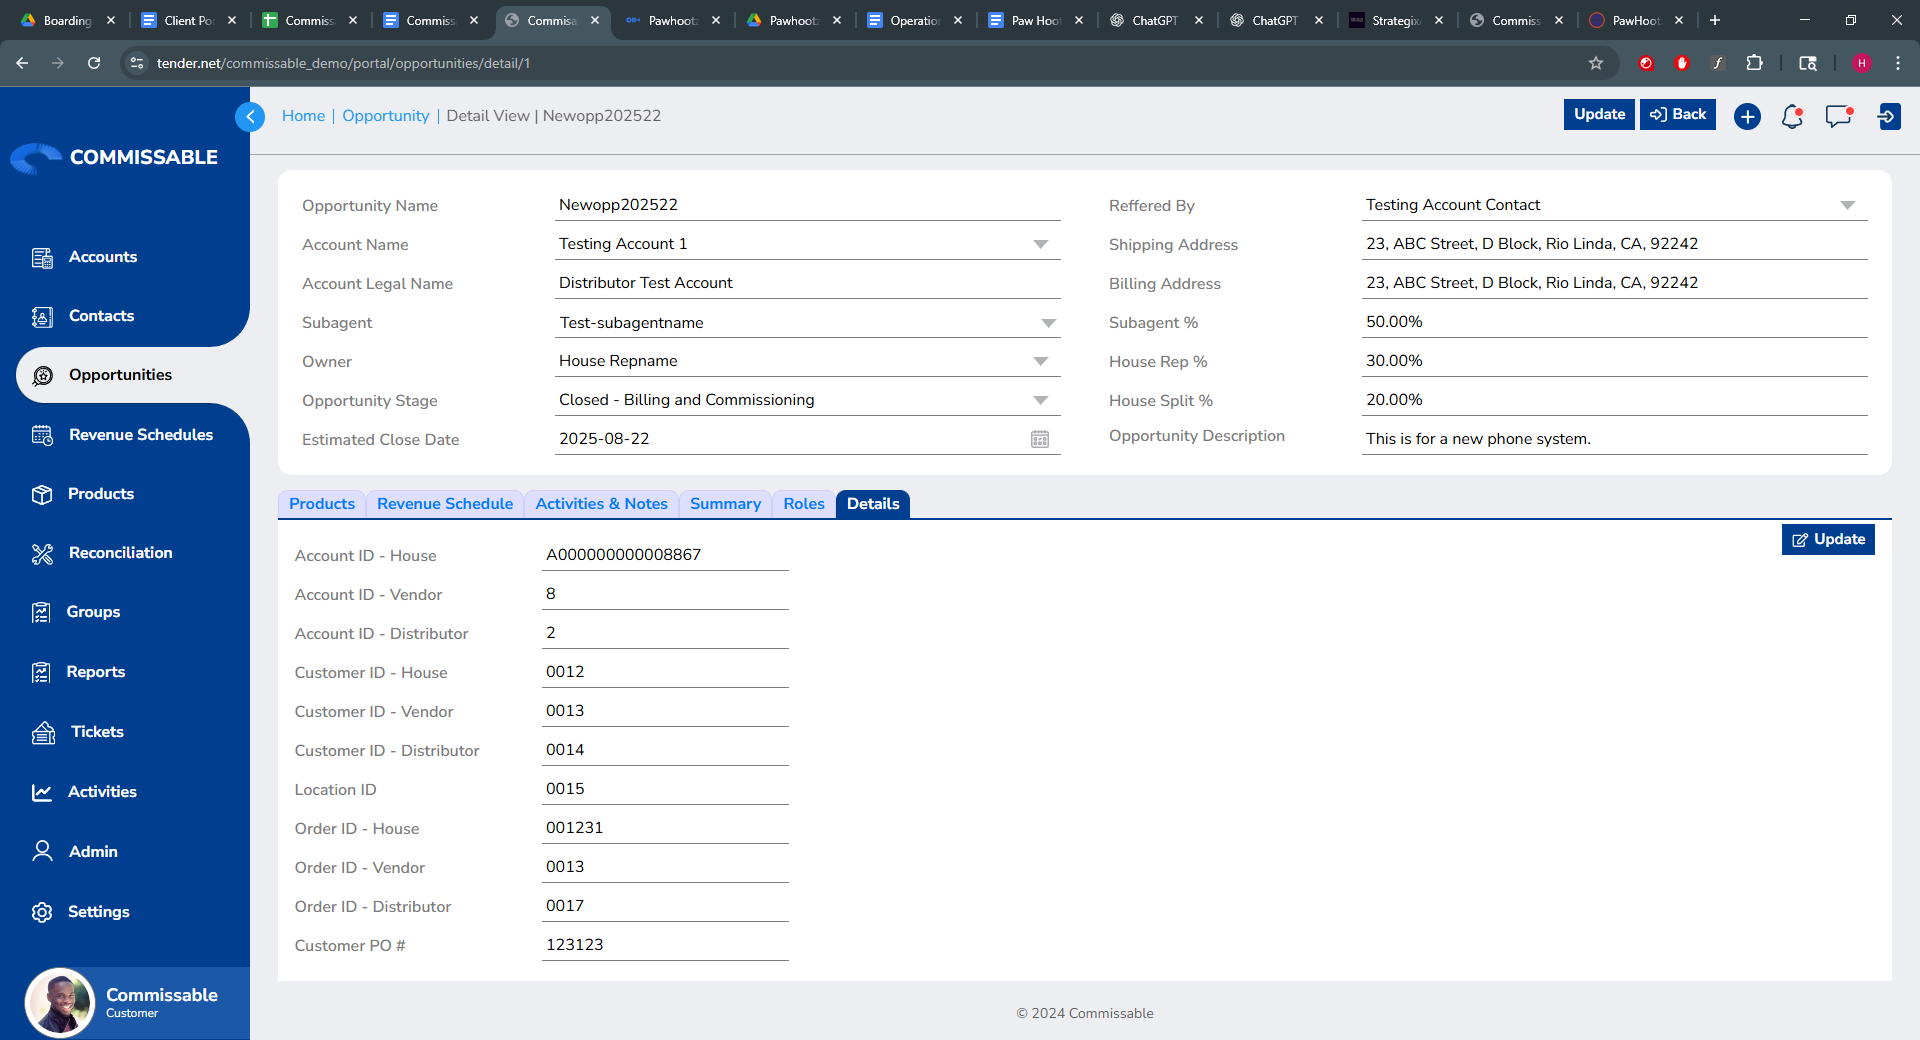 Boarding
Client Por
Commiss
Commiss
Commissa
Pawhootz
Pawhootz
Operation
Paw Hoot
ChatGPT
ChatGPT
StrategixA
Commiss
PawHoot
tender.net/commissable_demo/portal/opportunities/detail/1
H
COMMISSABLE
Home | Opportunity | Detail View | Newopp202522
Update
Back
Accounts
Contacts
Opportunities
Revenue Schedules
Products
Reconciliation
Groups
Reports
Tickets
Activities
Admin
Settings
Commissable
Customer
Opportunity Name Newopp202522
Account Name Testing Account 1
Account Legal Name Distributor Test Account
Subagent Test-subagentname
Owner House Repname
Opportunity Stage Closed - Billing and Commissioning
Estimated Close Date 2025-08-22
Reffered By Testing Account Contact
Shipping Address 23, ABC Street, D Block, Rio Linda, CA, 92242
Billing Address 23, ABC Street, D Block, Rio Linda, CA, 92242
Subagent % 50.00%
House Rep % 30.00%
House Split % 20.00%
Opportunity Description This is for a new phone system.
Products Revenue Schedule Activities & Notes Summary Roles Details
Update
Account ID - House A000000000008867
Account ID - Vendor 8
Account ID - Distributor 2
Customer ID - House 0012
Customer ID - Vendor 0013
Customer ID - Distributor 0014
Location ID 0015
Order ID - House 001231
Order ID - Vendor 0013
Order ID - Distributor 0017
Customer PO # 123123
© 2024 Commissable